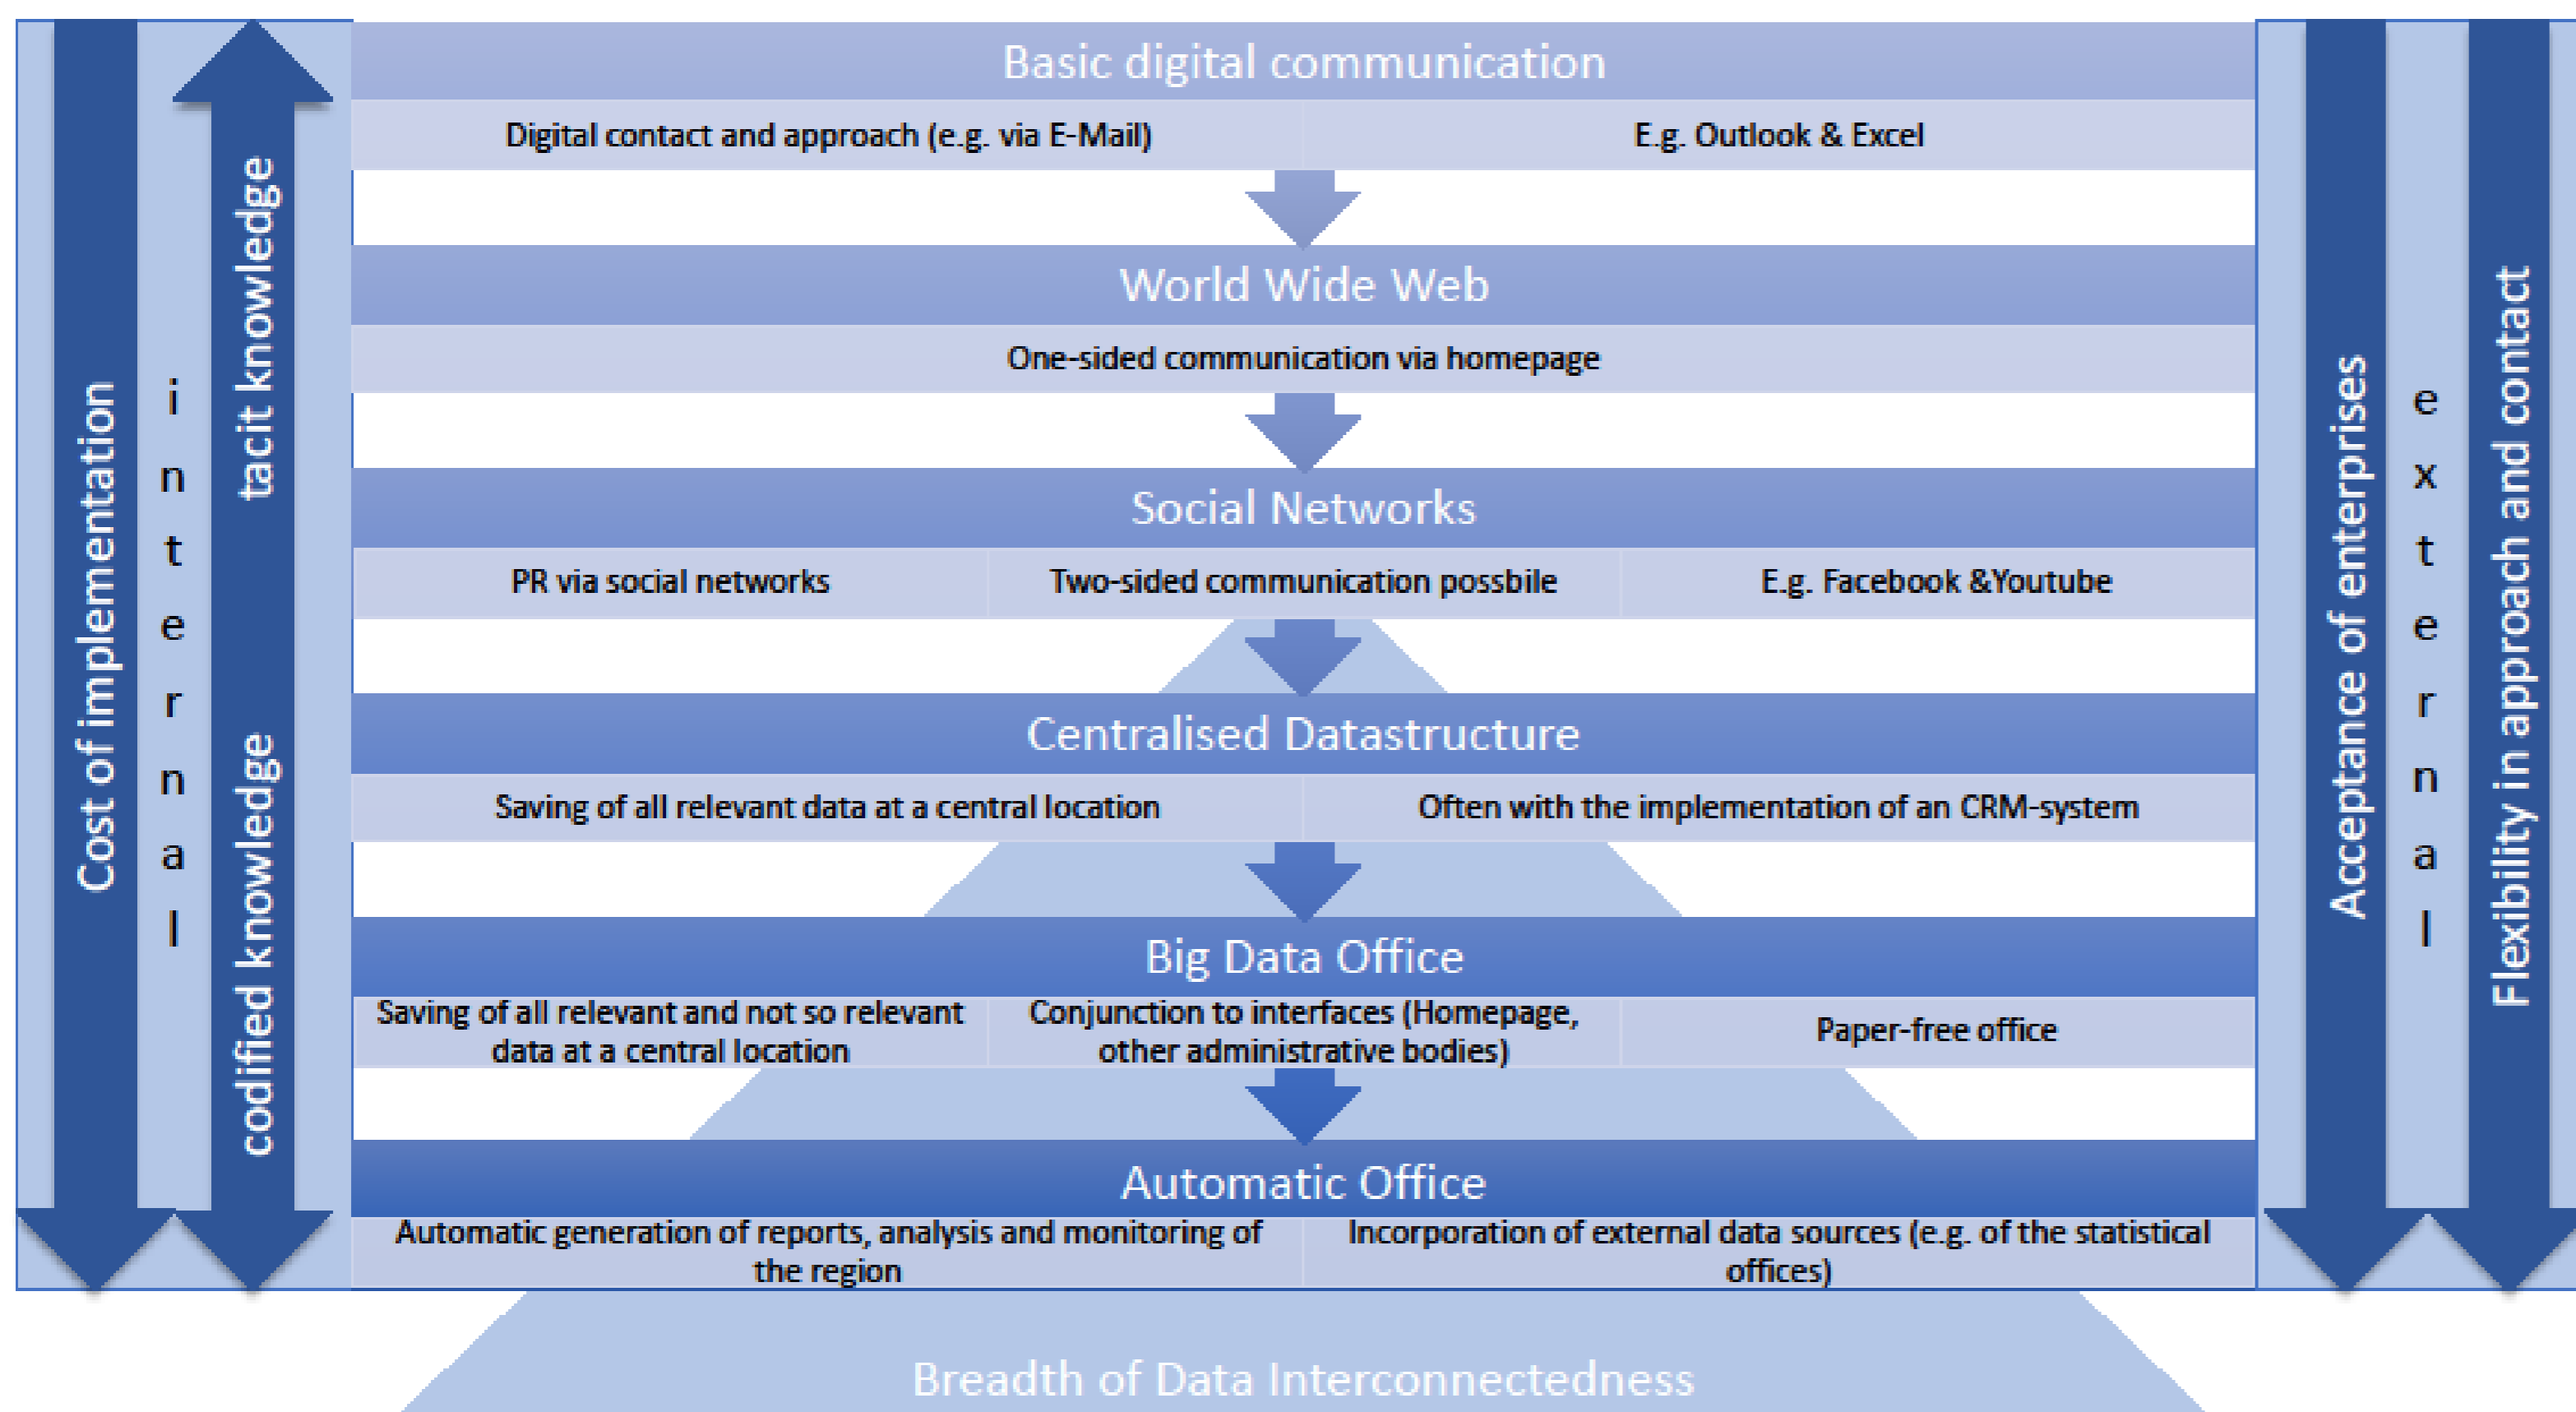 Cost of implementation
internal
tacit knowledge
codified knowledge
Basic digital communication
Digital contact and approach (e.g. via E-Mail)
E.g. Outlook & Excel
World Wide Web
One-sided communication via homepage
Social Networks
PR via social networks
Two-sided communication possbile
E.g. Facebook &Youtube
Centralised Datastructure
Saving of all relevant data at a central location
Often with the implementation of an CRM-system
Big Data Office
Saving of all relevant and not so relevant
data at a central location
Conjunction to interfaces (Homepage,
other administrative bodies)
Paper-free office
Automatic Office
Automatic generation of reports, analysis and monitoring of
the region
Incorporation of external data sources (e.g. of the statistical
offices)
Breadth of Data Interconnectedness
Acceptance of enterprises
external
Flexibility in approach and contact